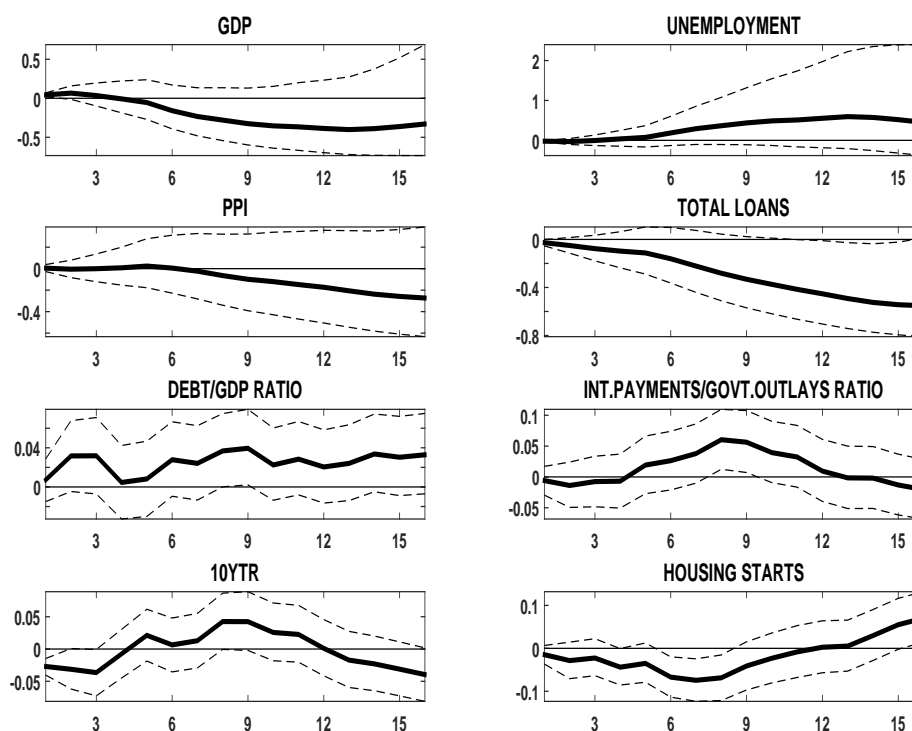 GDP
0.5
0
-0.5
3 6 9 12 15
UNEMPLOYMENT
2
1
0
3 6 9 12 15
PPI
0
-0.4
3 6 9 12 15
TOTAL LOANS
0
-0.4
-0.8
3 6 9 12 15
DEBT/GDP RATIO
0.04
0
3 6 9 12 15
INT.PAYMENTS/GOVT.OUTLAYS RATIO
0.1
0.05
0
-0.05
3 6 9 12 15
10YTR
0.05
0
-0.05
3 6 9 12 15
HOUSING STARTS
0.1
0
-0.1
3 6 9 12 15